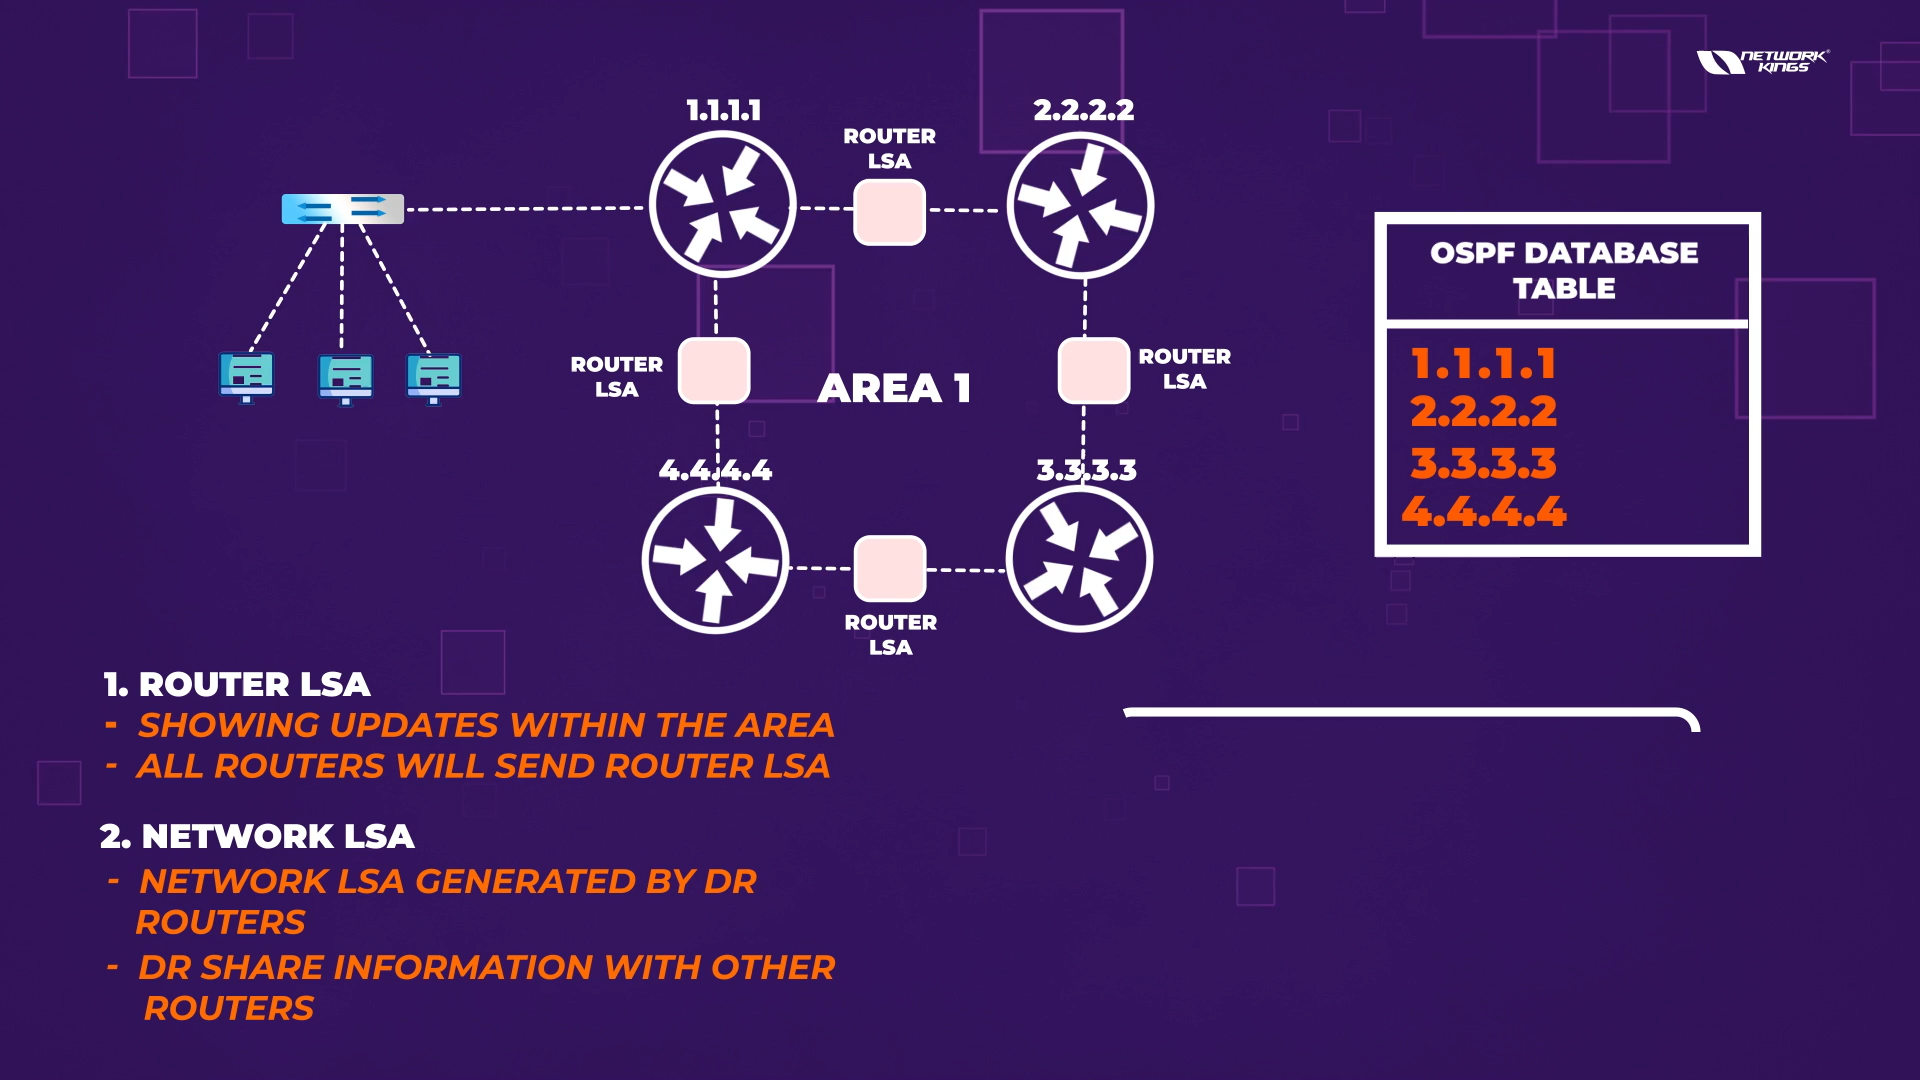 NETWORK
KINGS
1.1.1.1
2.2.2.2
ROUTER
LSA
OSPF DATABASE
TABLE
1.1.1.1
2.2.2.2
3.3.3.3
4.4.4.4
ROUTER
LSA
AREA 1
ROUTER
LSA
4.4.4.4
3.3.3.3
ROUTER
LSA
1. ROUTER LSA
- SHOWING UPDATES WITHIN THE AREA
- ALL ROUTERS WILL SEND ROUTER LSA
2. NETWORK LSA
- NETWORK LSA GENERATED BY DR
ROUTERS
- DR SHARE INFORMATION WITH OTHER
ROUTERS